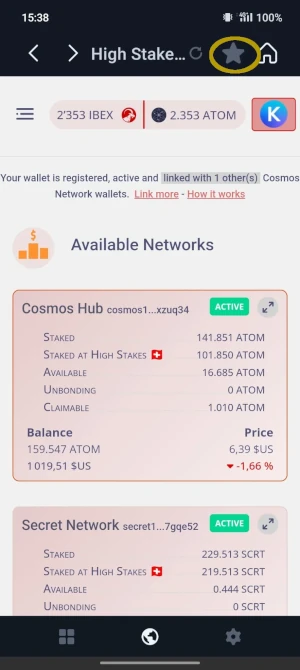 15:38
100%
High Stake...
2'353 IBEX
2.353 ATOM
K
Your wallet is registered, active and linked with 1 other(s) Cosmos
Network wallets. Link more - How it works
Available Networks
Cosmos Hub cosmos1...xzuq34 ACTIVE
STAKED 141.851 ATOM
STAKED AT HIGH STAKES 101.850 ATOM
AVAILABLE 16.685 ATOM
UNBONDING 0 ATOM
CLAIMABLE 1.010 ATOM
Balance Price
159.547 ATOM 6,39 $US
1 019,51 $US -1,66 %
Secret Network secret1...7gqe52 ACTIVE
STAKED 229.513 SCRT
STAKED AT HIGH STAKES 219.513 SCRT
AVAILABLE 0.444 SCRT
UNBONDING 0 SCRT